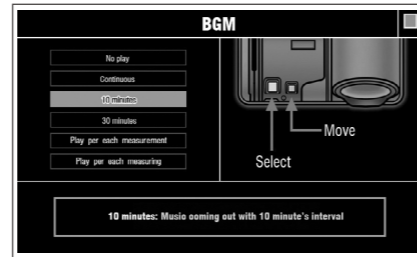 BGM
No play
Continuous
10 minutes
30 minutes
Play per each measurement
Play per each measuring
Move
Select
10 minutes: Music coming out with 10 minute's interval